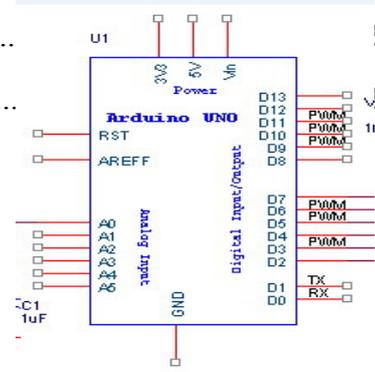 U1
3V3
5V
Vin
Power
Arduino UNO
RST
AREFF
A0
A1
A2
A3
A4
A5
Analog Input
Digital Input/Output
D13
D12
PWM
D11
PWM
D10
PWM
D9
D8
D7
PWM
D6
PWM
D5
D4
PWM
D3
D2
D1
TX
D0
RX
GND
C1
1uF